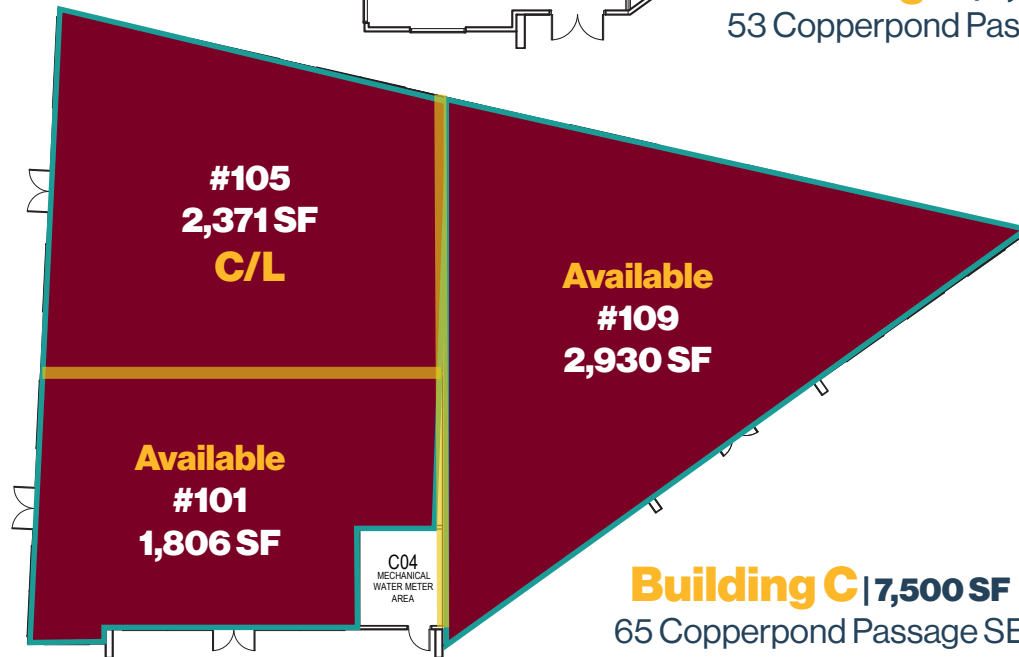 53 Copperpond Pas
#105
2,371 SF
C/L
Available
#109
2,930 SF
Available
#101
1,806 SF
C04
MECHANICAL
WATER METER
AREA
Building C | 7,500 SF
65 Copperpond Passage SE